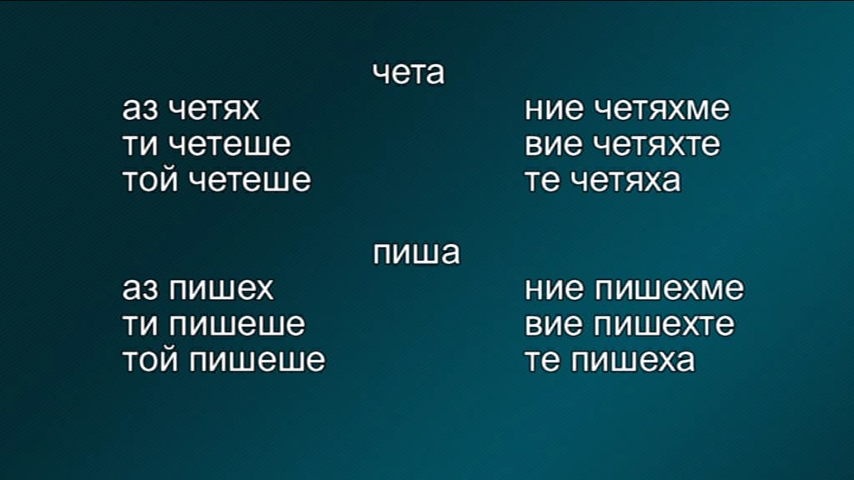 чета
аз четях ние четяхме
ти четеше вие четяхте
той четеше те четяха
пиша
аз пишех ние пишехме
ти пишеше вие пишехте
той пишеше те пишеха